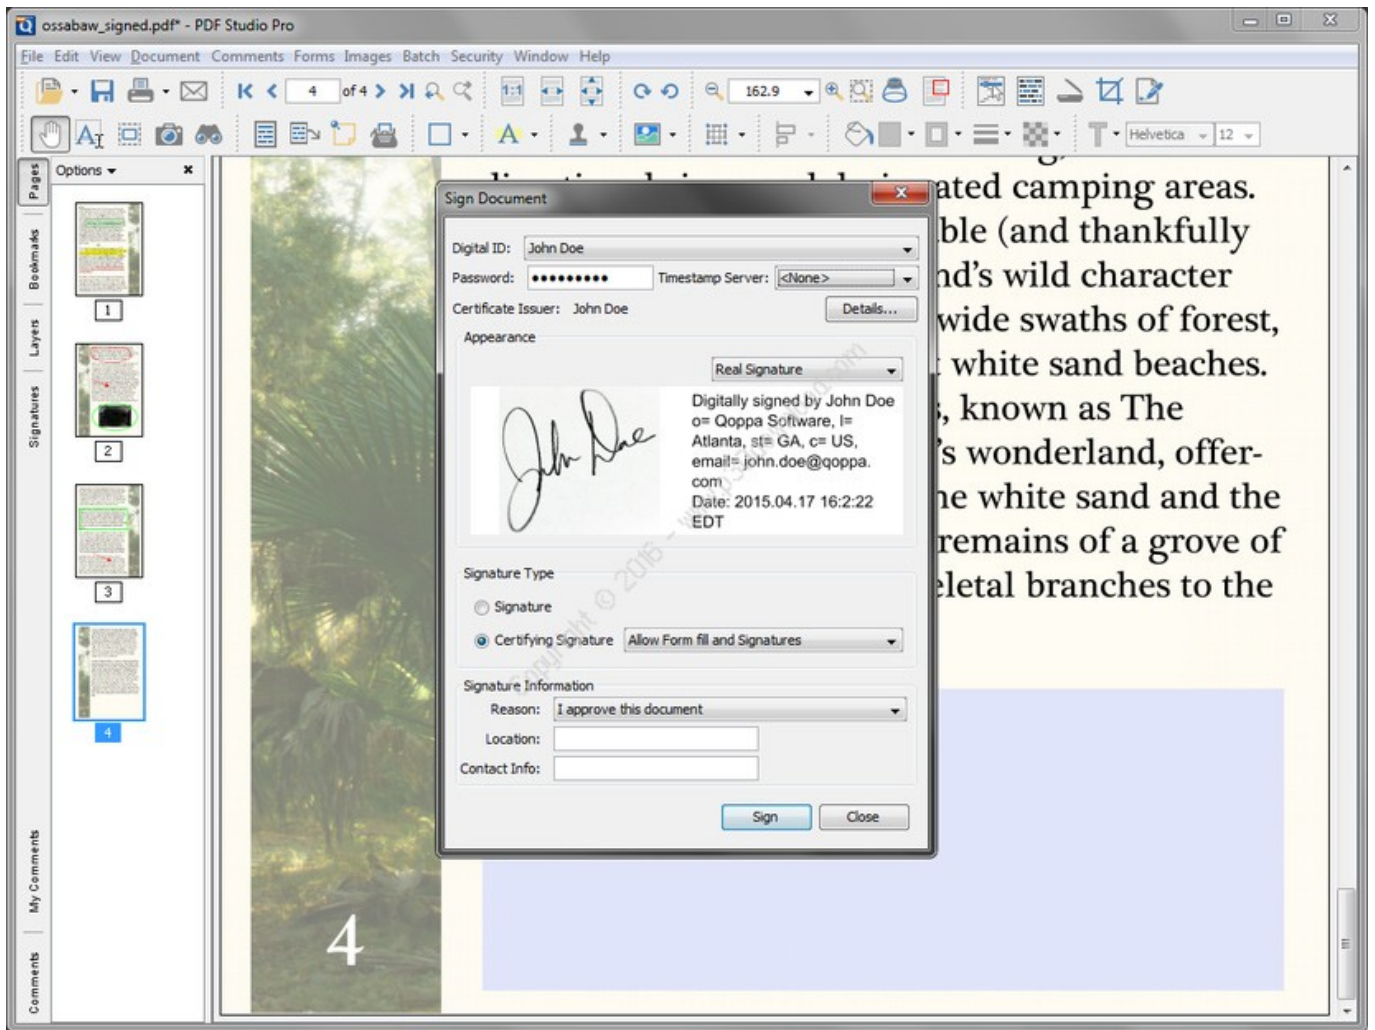 ossabaw_signed.pdf* - PDF Studio Pro
File Edit View Document Comments Forms Images Batch Security Window Help
4 of 4 1:1 162.9
A T A T Helvetica 12
Pages
Bookmarks
Layers
Signatures
My Comments
Comments
Options
1
2
3
4
ated camping areas.
ble (and thankfully
nd's wild character
wide swaths of forest,
white sand beaches.
s, known as The
's wonderland, offer-
ne white sand and the
remains of a grove of
eletal branches to the
4
Sign Document
Digital ID: John Doe
Password: ••••••••• Timestamp Server: <None>
Certificate Issuer: John Doe Details...
Appearance
Real Signature
John Doe
Digitally signed by John Doe
o= Qoppa Software, l=
Atlanta, st= GA, c= US,
email= john.doe@qoppa.
com
Date: 2015.04.17 16:2:22
EDT
Signature Type
Signature
Certifying Signature Allow Form fill and Signatures
Signature Information
Reason: I approve this document
Location:
Contact Info:
Sign Close